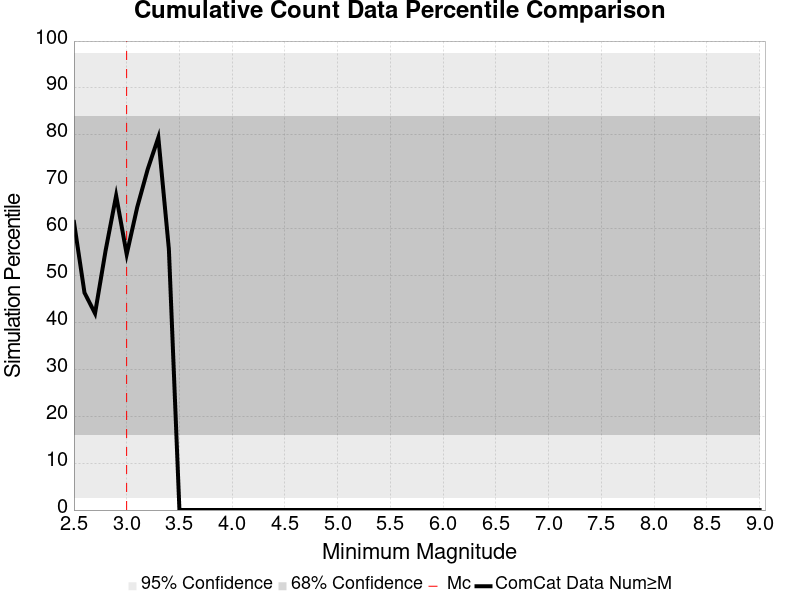 Cumulative Count Data Percentile Comparison
Simulation Percentile
100
90
80
70
60
50
40
30
20
10
0
2.5 3.0 3.5 4.0 4.5 5.0 5.5 6.0 6.5 7.0 7.5 8.0 8.5 9.0
Minimum Magnitude
95% Confidence 68% Confidence Mc ComCat Data Num≥M